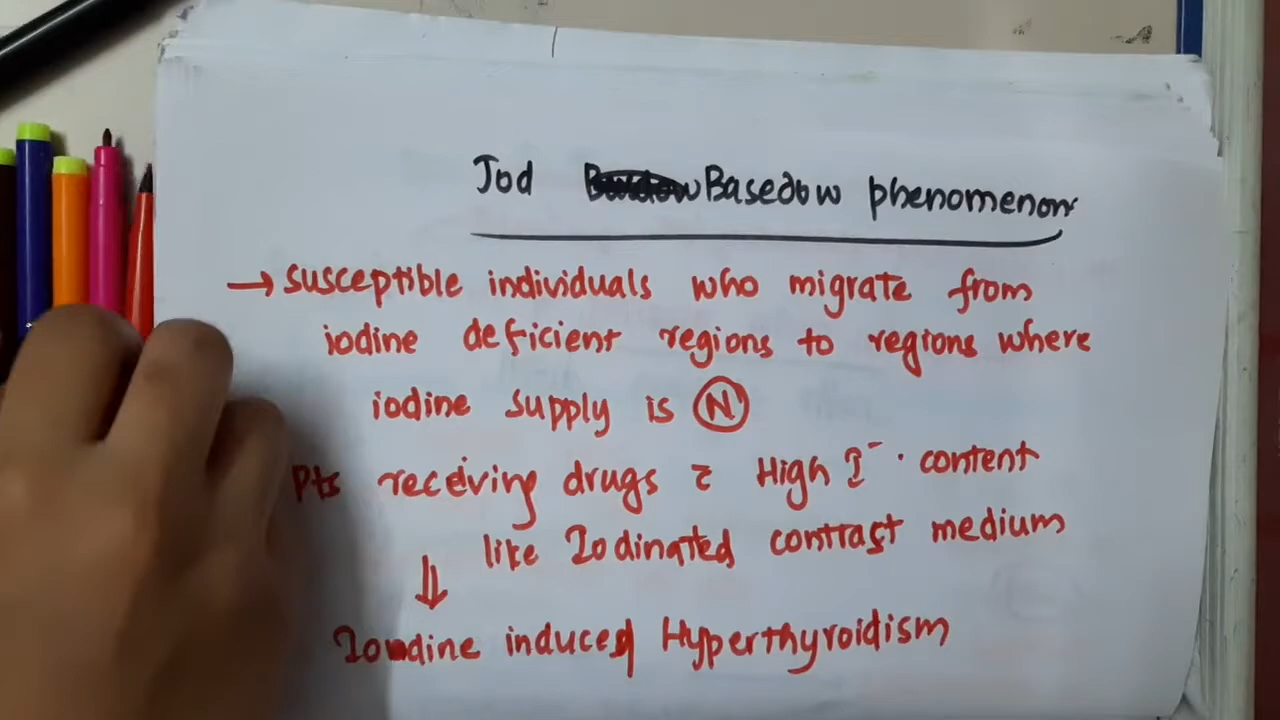 Jod Basedow phenomenon
→ susceptible individuals who migrate from
iodine deficient regions to regions where
iodine supply is Ⓝ
Pts receiving drugs c̄ High I⁻ content
like Iodinated contrast medium
⇓
Iodine induced Hyperthyroidism